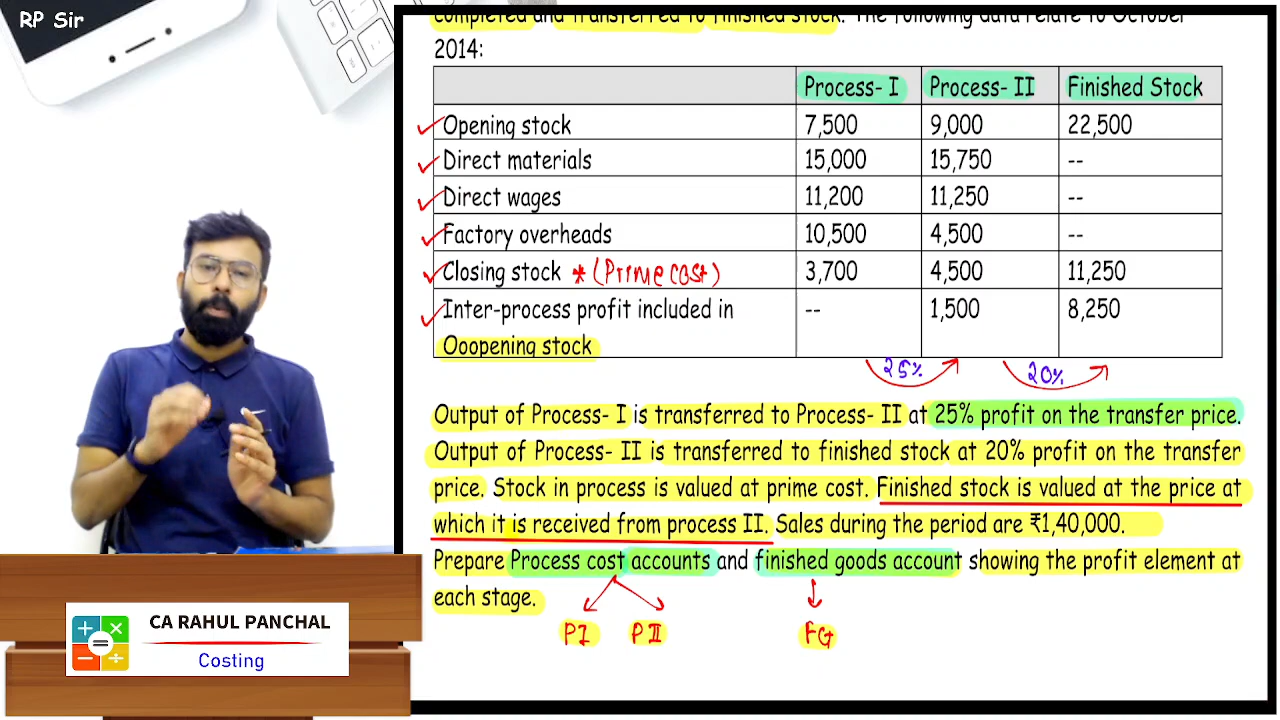 RP Sir
completed and transferred to finished stock. The following data relate to October
2014:
Process- I Process- II Finished Stock
Opening stock 7,500 9,000 22,500
Direct materials 15,000 15,750 --
Direct wages 11,200 11,250 --
Factory overheads 10,500 4,500 --
Closing stock * (Prime cost) 3,700 4,500 11,250
Inter-process profit included in -- 1,500 8,250
Ooopening stock
25% 20%
Output of Process- I is transferred to Process- II at 25% profit on the transfer price.
Output of Process- II is transferred to finished stock at 20% profit on the transfer
price. Stock in process is valued at prime cost. Finished stock is valued at the price at
which it is received from process II. Sales during the period are ₹1,40,000.
Prepare Process cost accounts and finished goods account showing the profit element at
each stage.
PI PII FG
CA RAHUL PANCHAL
Costing